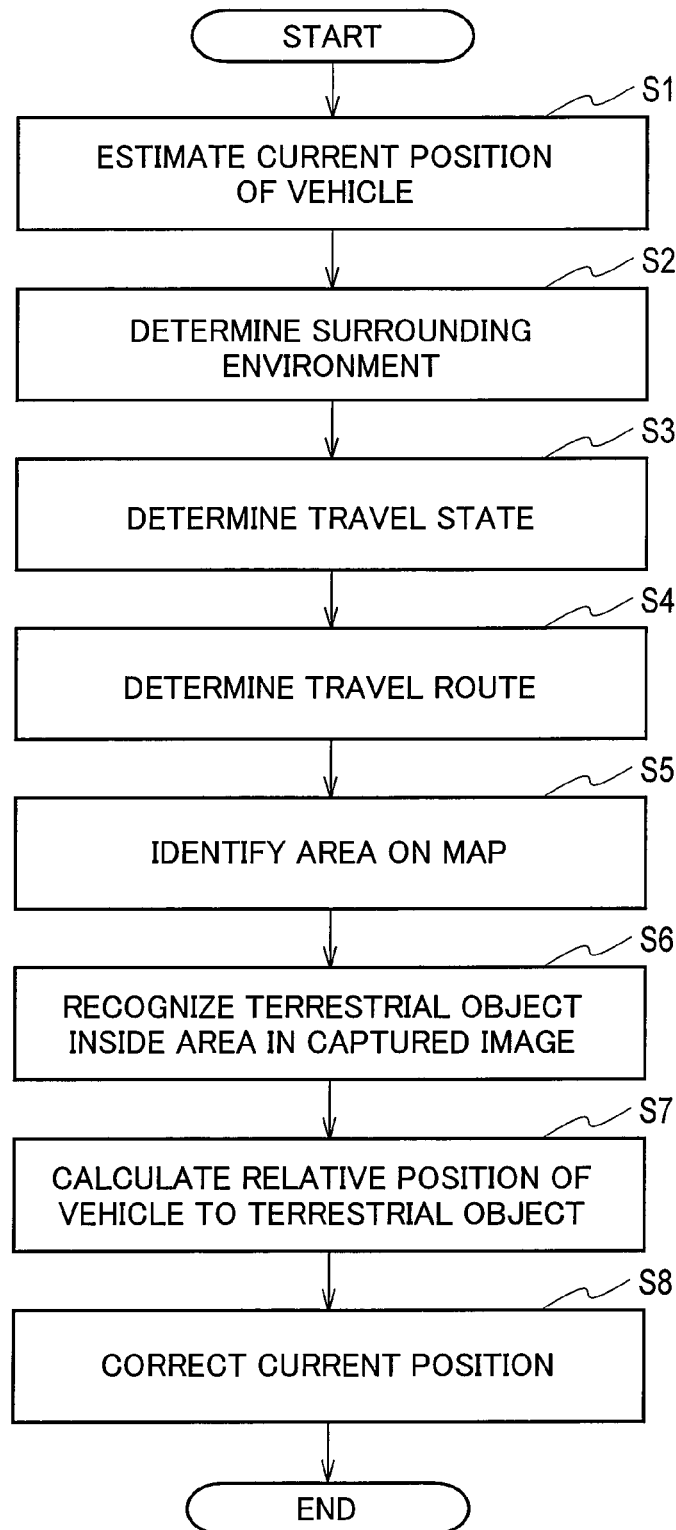 START
S1
ESTIMATE CURRENT POSITION
OF VEHICLE
S2
DETERMINE SURROUNDING
ENVIRONMENT
S3
DETERMINE TRAVEL STATE
S4
DETERMINE TRAVEL ROUTE
S5
IDENTIFY AREA ON MAP
S6
RECOGNIZE TERRESTRIAL OBJECT
INSIDE AREA IN CAPTURED IMAGE
S7
CALCULATE RELATIVE POSITION OF
VEHICLE TO TERRESTRIAL OBJECT
S8
CORRECT CURRENT POSITION
END